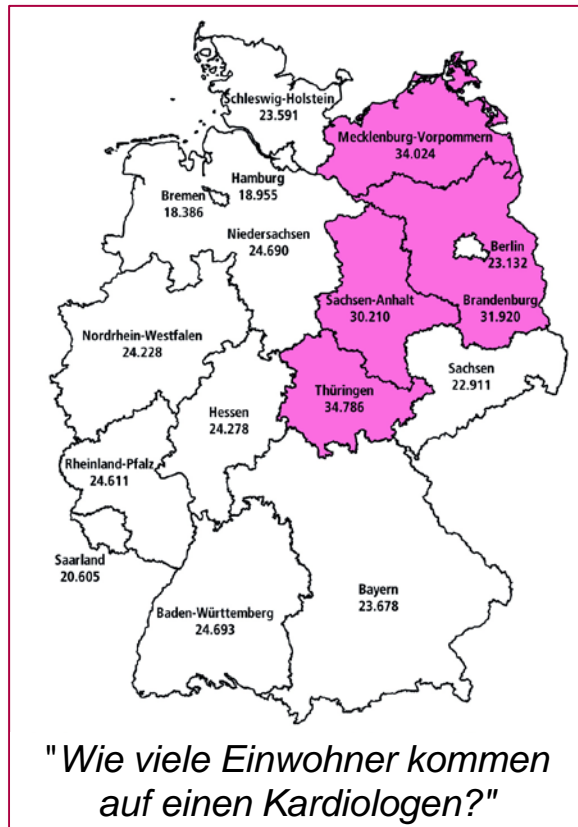 Schleswig-Holstein
23.591
Mecklenburg-Vorpommern
34.024
Hamburg
18.955
Bremen
18.386
Niedersachsen
24.690
Berlin
23.132
Sachsen-Anhalt
30.210
Brandenburg
31.920
Nordrhein-Westfalen
24.228
Sachsen
22.911
Thüringen
34.786
Hessen
24.278
Rheinland-Pfalz
24.611
Saarland
20.605
Bayern
23.678
Baden-Württemberg
24.693
"Wie viele Einwohner kommen
auf einen Kardiologen?"